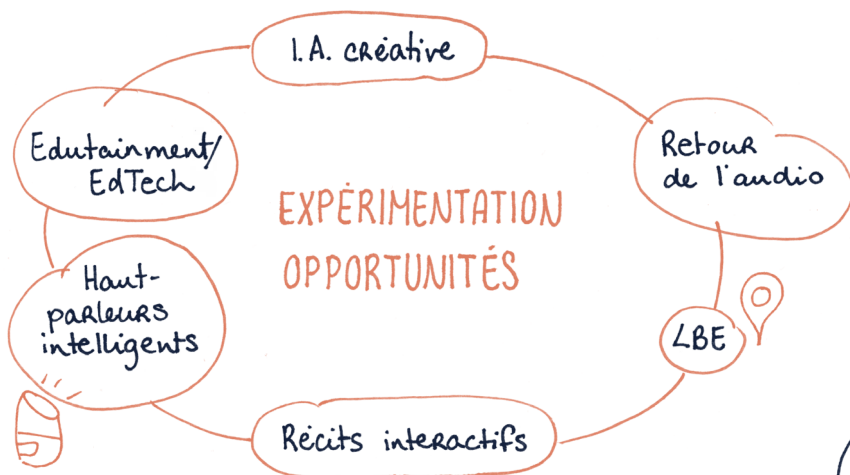 I.A. CRéative
Edutainment/
EdTech
Retour
de l'audio
EXPÉRIMENTATION
OPPORTUNITÉS
Haut-
parleurs
intelligents
LBE
Récits interactifs